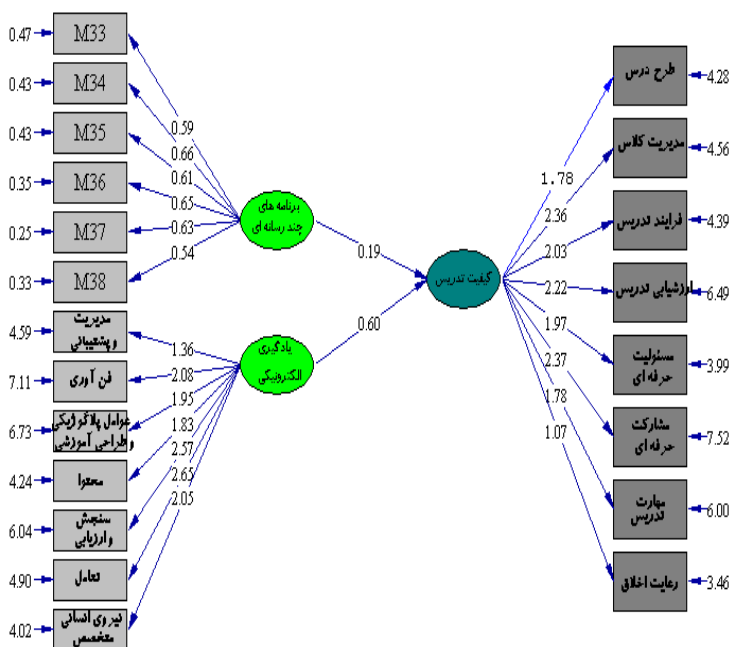 0.47
M33
0.43
M34
0.43
M35
0.35
M36
0.25
M37
0.33
M38
4.59
مدیریت
و پشتیبانی
7.11
فن آوری
6.73
عوامل پداگوژیکی
و طراحی آموزشی
4.24
محتوا
6.04
سنجش
و ارزیابی
4.90
تعامل
4.02
نیروی انسانی
متخصص
0.59
0.66
0.61
0.65
0.63
0.54
1.36
2.08
1.95
1.83
2.57
2.65
2.05
برنامه های
چند رسانه ای
یادگیری
الکترونیکی
0.19
0.60
کیفیت تدریس
1.78
2.36
2.03
2.22
1.97
2.37
1.78
1.07
طرح درس
4.28
مدیریت کلاس
4.56
فرایند تدریس
4.39
ارزشیابی تدریس
6.49
مسئولیت
حرفه ای
3.99
مشارکت
حرفه ای
7.52
مهارت
تدریس
6.00
رعایت اخلاق
3.46